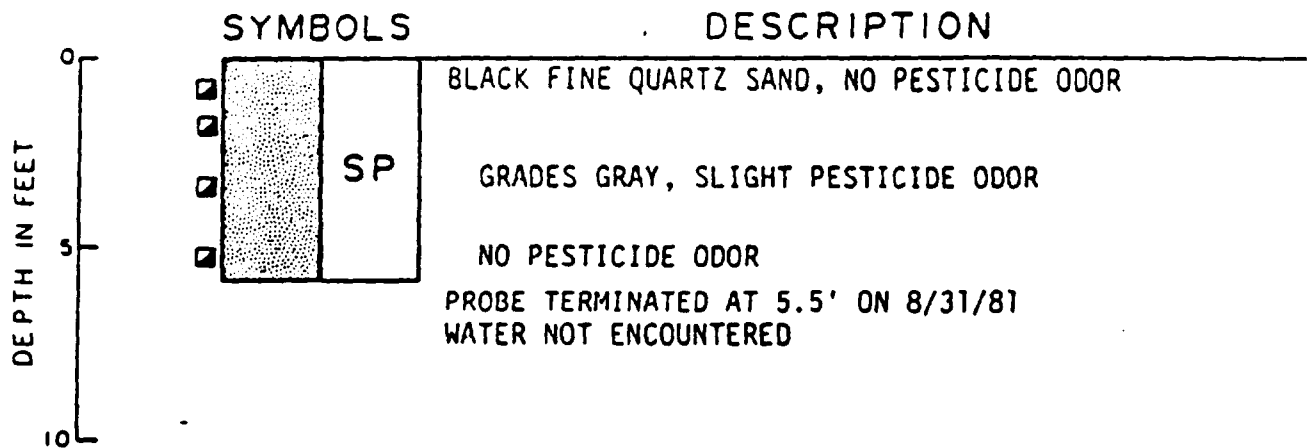 SYMBOLS DESCRIPTION
0
BLACK FINE QUARTZ SAND, NO PESTICIDE ODOR
SP
GRADES GRAY, SLIGHT PESTICIDE ODOR
DEPTH IN FEET
5
NO PESTICIDE ODOR
PROBE TERMINATED AT 5.5' ON 8/31/81
WATER NOT ENCOUNTERED
10